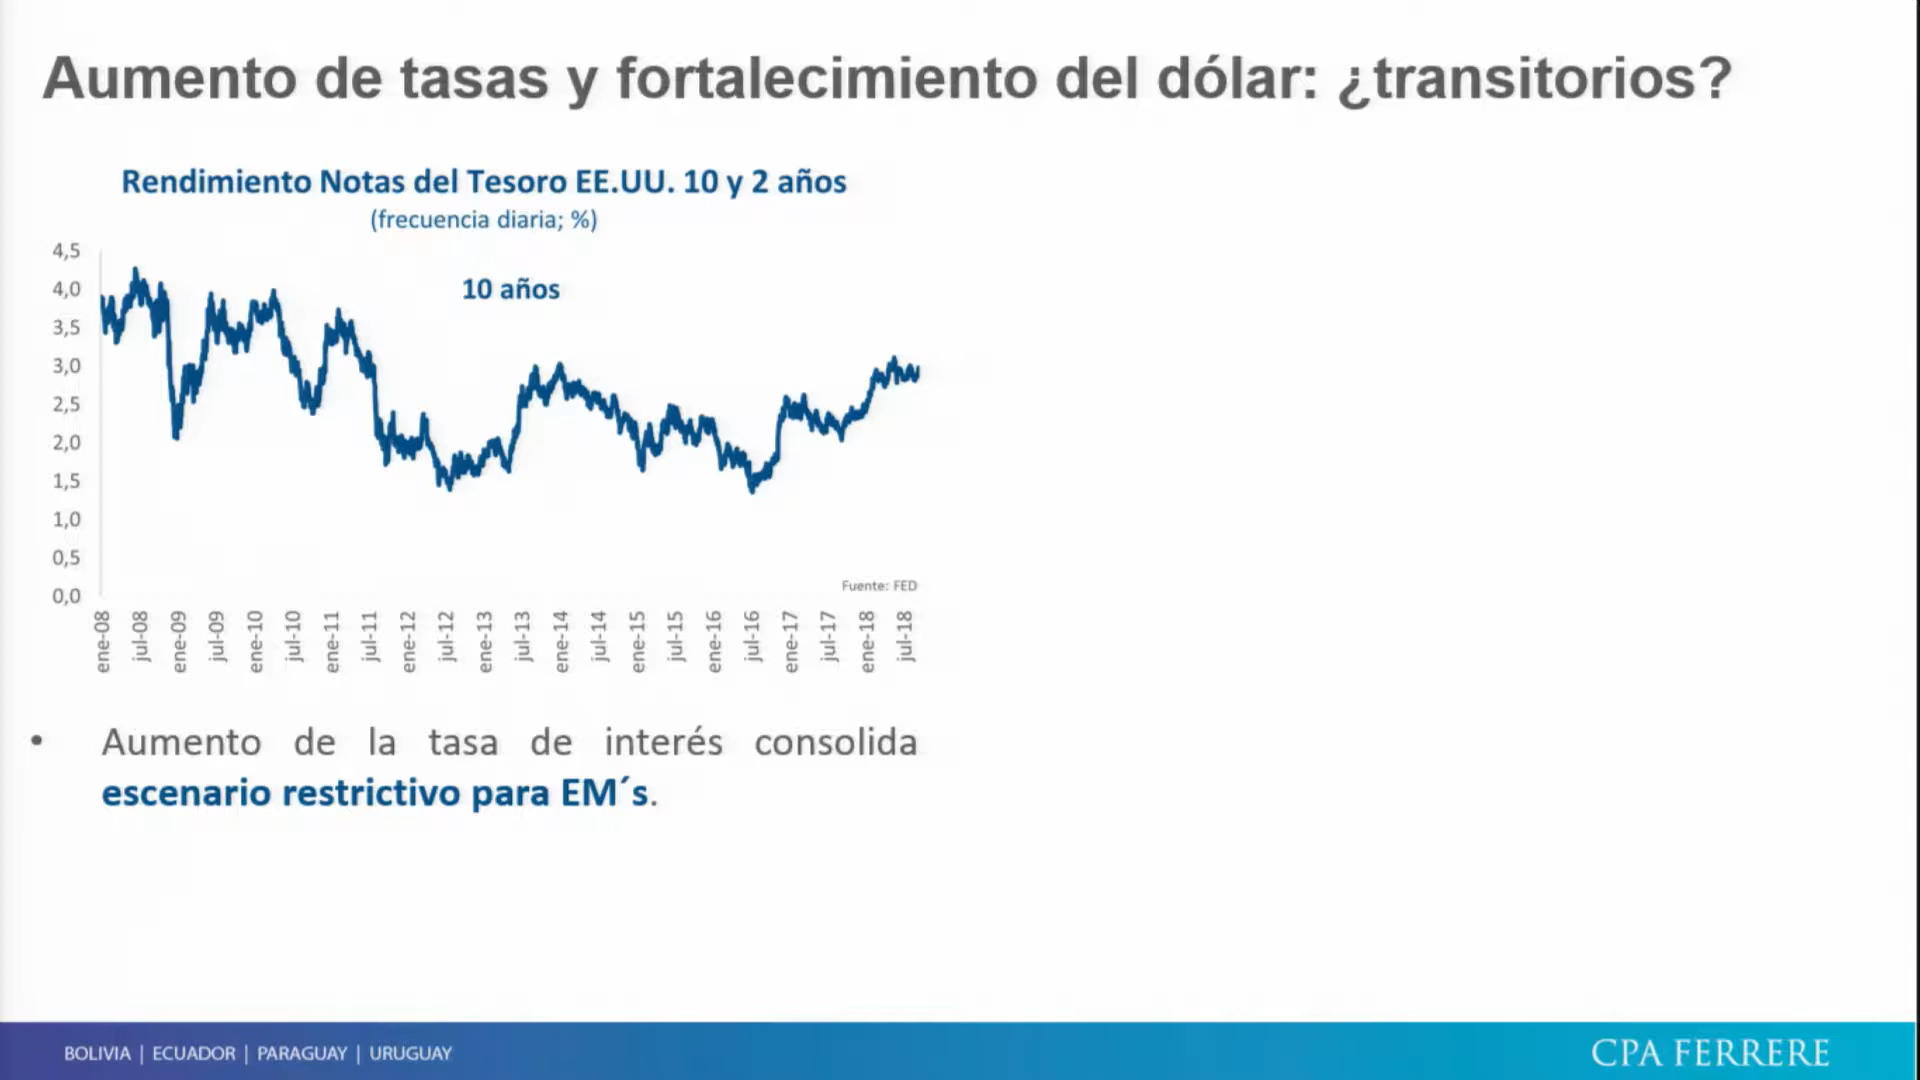 Aumento de tasas y fortalecimiento del dólar: ¿transitorios?
Rendimiento Notas del Tesoro EE.UU. 10 y 2 años
(frecuencia diaria; %)
10 años
4,5
4,0
3,5
3,0
2,5
2,0
1,5
1,0
0,5
0,0
Fuente: FED
ene-08
jul-08
ene-09
jul-09
ene-10
jul-10
ene-11
jul-11
ene-12
jul-12
ene-13
jul-13
ene-14
jul-14
ene-15
jul-15
ene-16
jul-16
ene-17
jul-17
ene-18
jul-18
• Aumento de la tasa de interés consolida
escenario restrictivo para EM´s.
BOLIVIA | ECUADOR | PARAGUAY | URUGUAY
CPA FERRERE